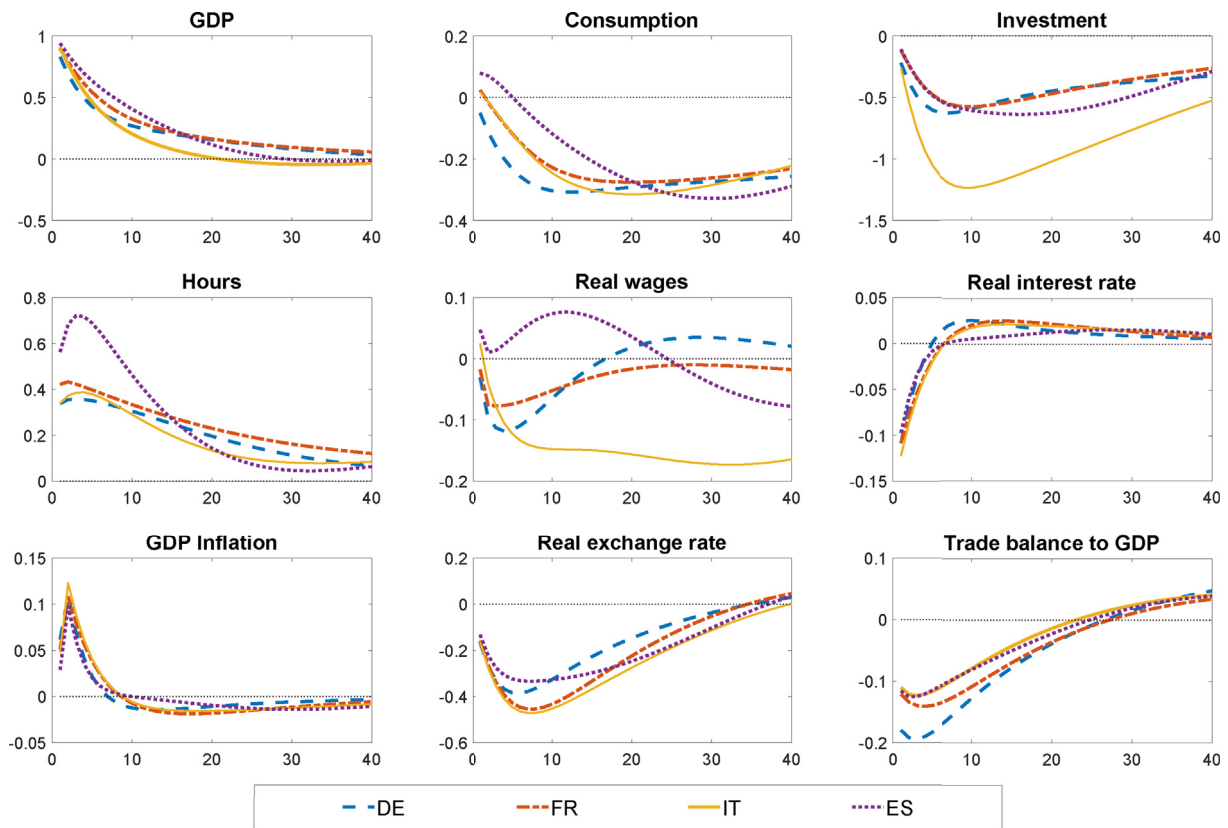 GDP Consumption Investment
1 0.2 0
0.5 0 -0.5
0 -0.2 -1
-0.5 -0.4 -1.5
0 10 20 30 40 0 10 20 30 40 0 10 20 30 40
Hours Real wages Real interest rate
0.8 0.1 0.05
0.6 0 0
0.4 -0.1 -0.05
0.2 -0.2 -0.1
0 -0.15
0 10 20 30 40 0 10 20 30 40 0 10 20 30 40
GDP Inflation Real exchange rate Trade balance to GDP
0.15 0.2 0.1
0.1 0 0
0.05 -0.2 -0.1
0 -0.4 -0.2
-0.05 -0.6
0 10 20 30 40 0 10 20 30 40 0 10 20 30 40
DE FR IT ES